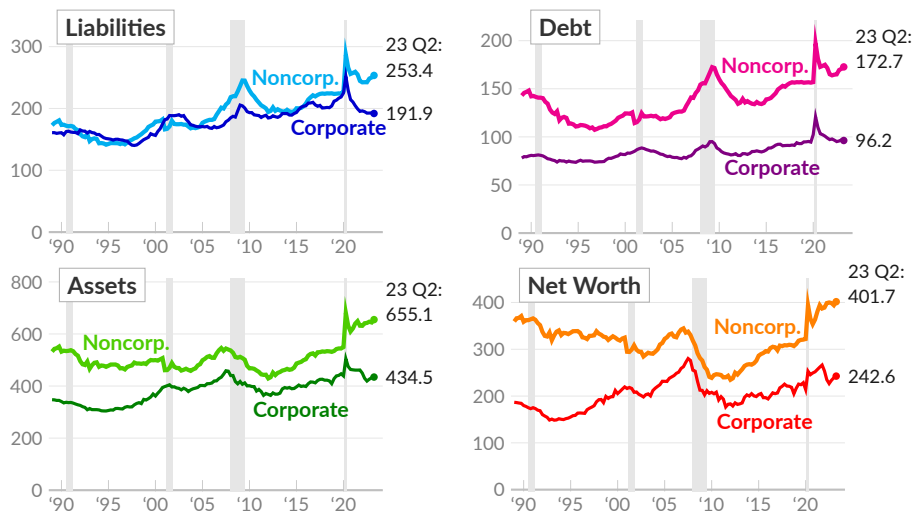 Liabilities
23 Q2:
300
Noncorp.
253.4
200
191.9
Corporate
100
0
‘90 ‘95 ‘00 ‘05 ‘10 ‘15 ‘20
Debt
23 Q2:
200
Noncorp.
172.7
150
100
96.2
Corporate
50
0
‘90 ‘95 ‘00 ‘05 ‘10 ‘15 ‘20
Assets
23 Q2:
800
655.1
600
Noncorp.
400
434.5
Corporate
200
0
‘90 ‘95 ‘00 ‘05 ‘10 ‘15 ‘20
Net Worth
23 Q2:
401.7
400
Noncorp.
300
242.6
200
Corporate
100
0
‘90 ‘95 ‘00 ‘05 ‘10 ‘15 ‘20